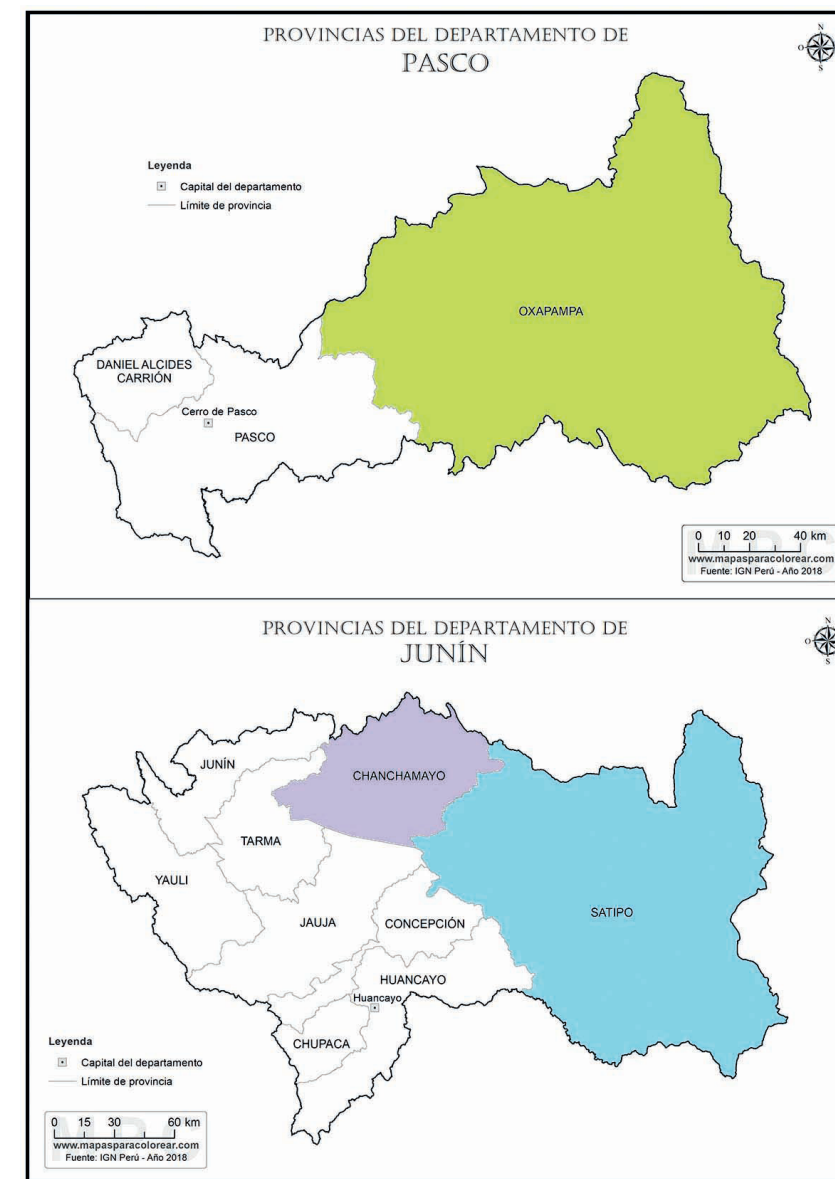 PROVINCIAS DEL DEPARTAMENTO DE
PASCO
N
O
S
Leyenda
Capital del departamento
Límite de provincia
OXAPAMPA
DANIEL ALCIDES
CARRIÓN
Cerro de Pasco
PASCO
0 10 20 40 km
www.mapasparacolorear.com
Fuente: IGN Perú - Año 2018
PROVINCIAS DEL DEPARTAMENTO DE
JUNÍN
N
O
S
JUNÍN
CHANCHAMAYO
TARMA
YAULI
JAUJA
CONCEPCIÓN
SATIPO
HUANCAYO
Huancayo
CHUPACA
Leyenda
Capital del departamento
Límite de provincia
0 15 30 60 km
www.mapasparacolorear.com
Fuente: IGN Perú - Año 2018